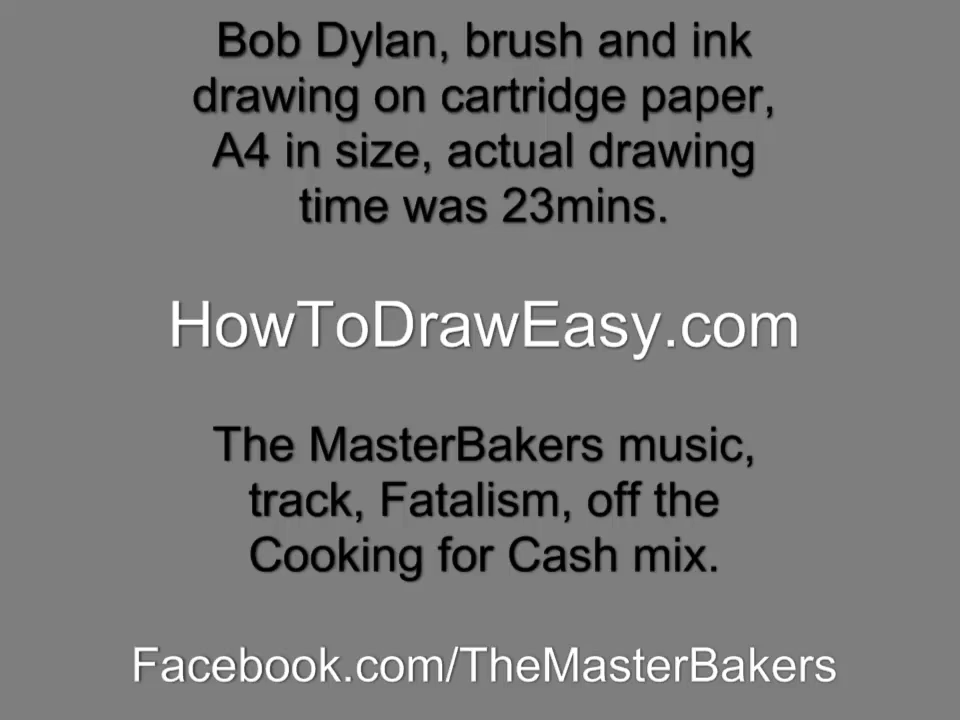 Bob Dylan, brush and ink
drawing on cartridge paper,
A4 in size, actual drawing
time was 23mins.
HowToDrawEasy.com
The MasterBakers music,
track, Fatalism, off the
Cooking for Cash mix.
Facebook.com/TheMasterBakers